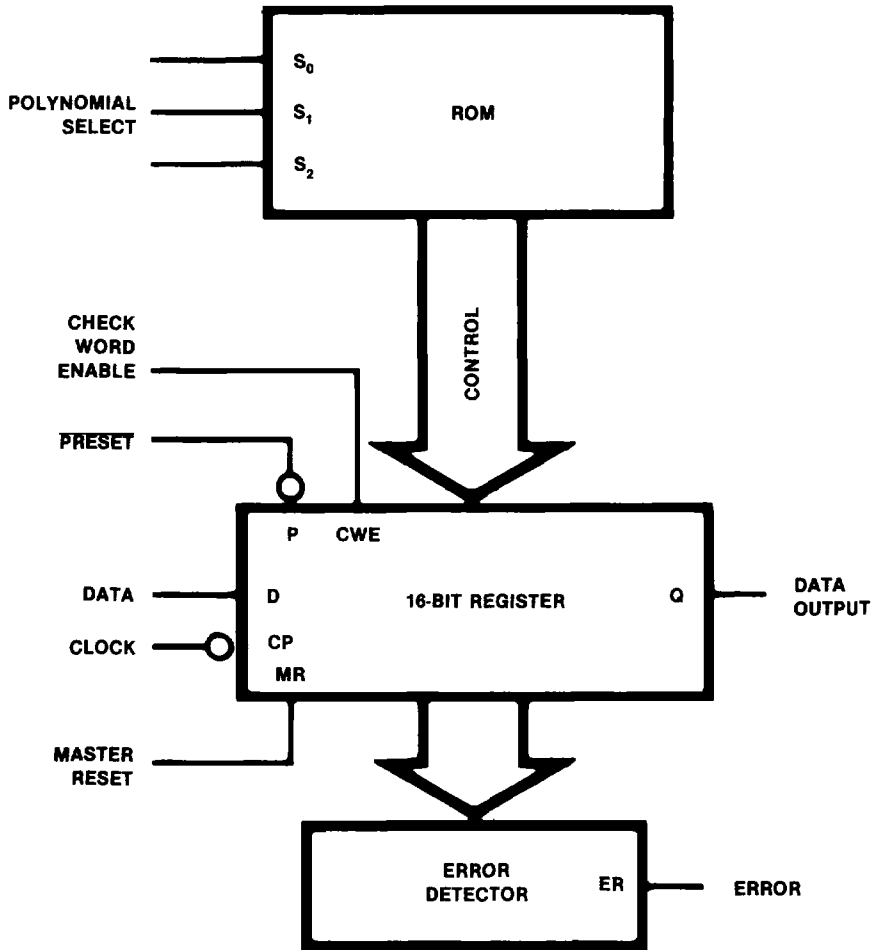 S0
POLYNOMIAL
SELECT
S1
ROM
S2
CONTROL
CHECK
WORD
ENABLE
PRESET
P CWE
DATA
D
16-BIT REGISTER
Q
DATA
OUTPUT
CLOCK
CP
MR
MASTER
RESET
ERROR
DETECTOR
ER
ERROR